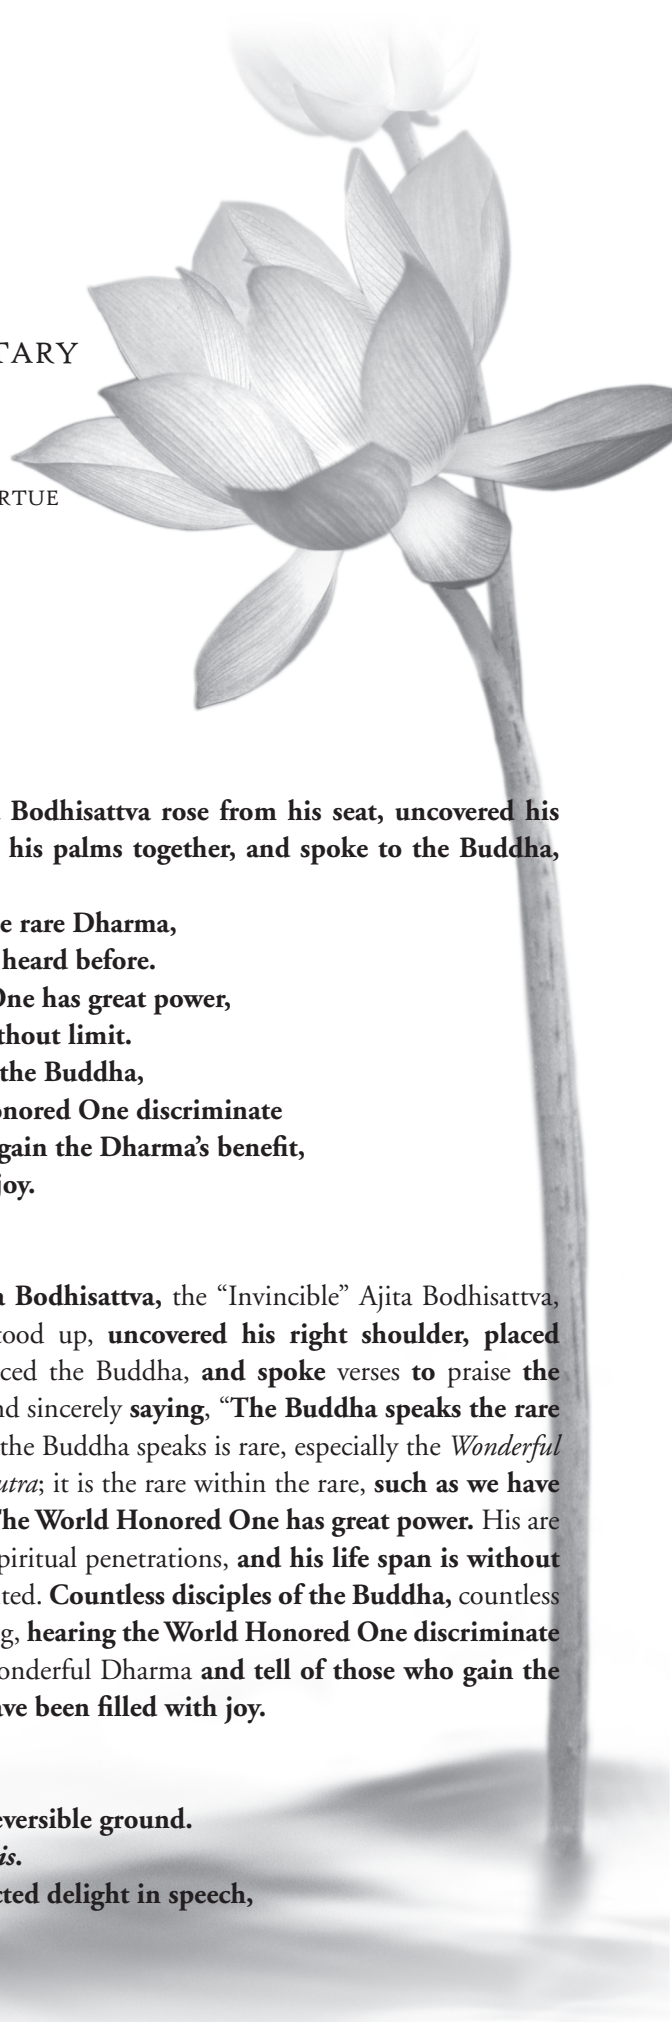 TARY
RTUE
Bodhisattva rose from his seat, uncovered his
his palms together, and spoke to the Buddha,
e rare Dharma,
heard before.
One has great power,
thout limit.
the Buddha,
onored One discriminate
gain the Dharma’s benefit,
joy.
a Bodhisattva, the “Invincible” Ajita Bodhisattva,
tood up, uncovered his right shoulder, placed
ced the Buddha, and spoke verses to praise the
nd sincerely saying, “The Buddha speaks the rare
the Buddha speaks is rare, especially the Wonderful
utra; it is the rare within the rare, such as we have
The World Honored One has great power. His are
piritual penetrations, and his life span is without
ted. Countless disciples of the Buddha, countless
g, hearing the World Honored One discriminate
onderful Dharma and tell of those who gain the
ave been filled with joy.
eversible ground.
is.
cted delight in speech,